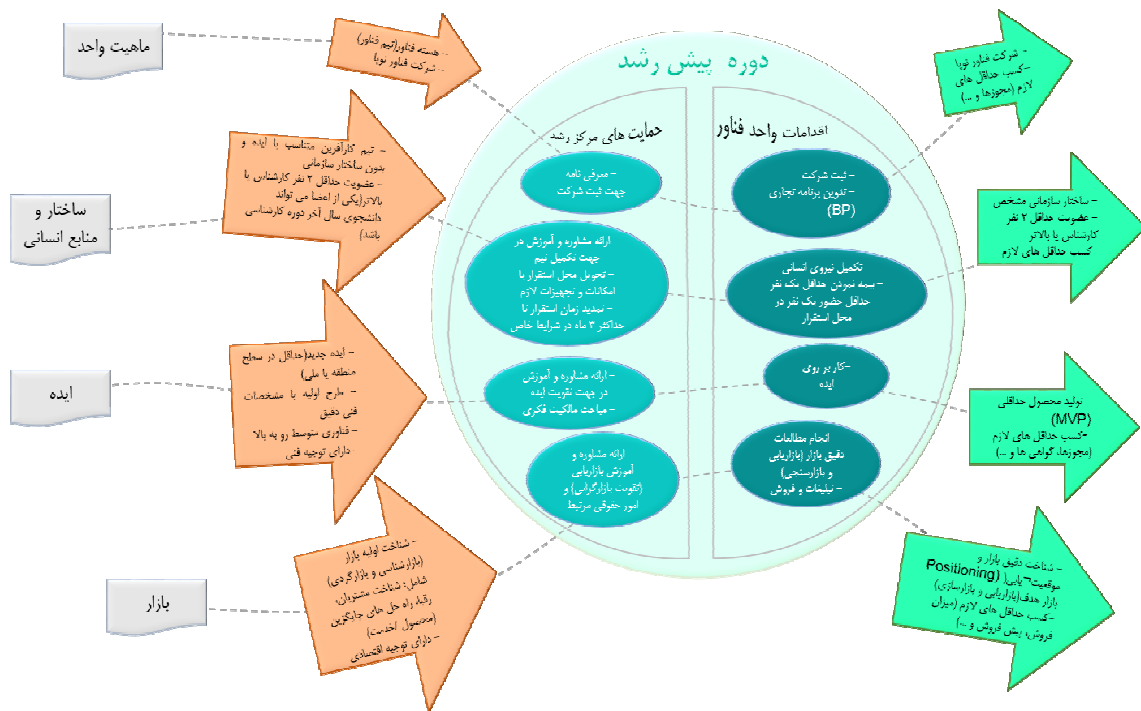 دوره پیش رشد
ماهیت واحد
- هسته فناور(تیم فناور)
- شرکت فناور نوپا
حمایت های مرکز رشد
- معرفی نامه
جهت ثبت شرکت
اقدامات واحد فناور
- ثبت شرکت
- تدوین برنامه تجاری
(BP)
- شرکت فناور نوپا
-کسب حداقل های
لازم (مجوزها و ...)
ساختار و
منابع انسانی
- تیم کارآفرین متناسب با ایده و
بدون ساختار سازمانی
- عضویت حداقل ۲ نفر کارشناس یا
بالاتر(یکی از اعضا می تواند
دانشجوی سال آخر دوره کارشناسی
باشد)
ارائه مشاوره و آموزش در
جهت تکمیل تیم
- تحویل محل استقرار با
امکانات و تجهیزات لازم
- تمدید زمان استقرار تا
حداکثر ۳ ماه در شرایط خاص
تکمیل نیروی انسانی
- بیمه نمودن حداقل یک نفر
حداقل حضور یک نفر در
محل استقرار
- ساختار سازمانی مشخص
- عضویت حداقل ۲ نفر
کارشناس یا بالاتر
کسب حداقل های لازم
ایده
- ایده جدید(حداقل در سطح
منطقه یا ملی)
- طرح اولیه با مشخصات
فنی دقیق
- فناوری متوسط رو به بالا
- دارای توجیه فنی
- ارائه مشاوره و آموزش
در جهت تقویت ایده
- مباحث مالکیت فکری
-کار بر روی
ایده
تولید محصول حداقلی
(MVP)
-کسب حداقل های لازم
(مجوزها، گواهی ها و ...)
بازار
- شناخت اولیه بازار
(بازارشناسی و بازارگردی)
شامل: شناخت مشتریان،
رقبا، راه حل های جایگزین
(محصول /خدمت)
- دارای توجیه اقتصادی
ارائه مشاوره و
آموزش بازاریابی
(تقویت بازارگرایی) و
امور حقوقی مرتبط
انجام مطالعات
دقیق بازار (بازاریابی
و بازارسنجی)
- تبلیغات و فروش
- شناخت دقیق بازار و
موقعیت¬یابی( Positioning)
بازار هدف(بازاریابی و بازارسازی)
-کسب حداقل های لازم (میزان
فروش، پیش فروش و ...)